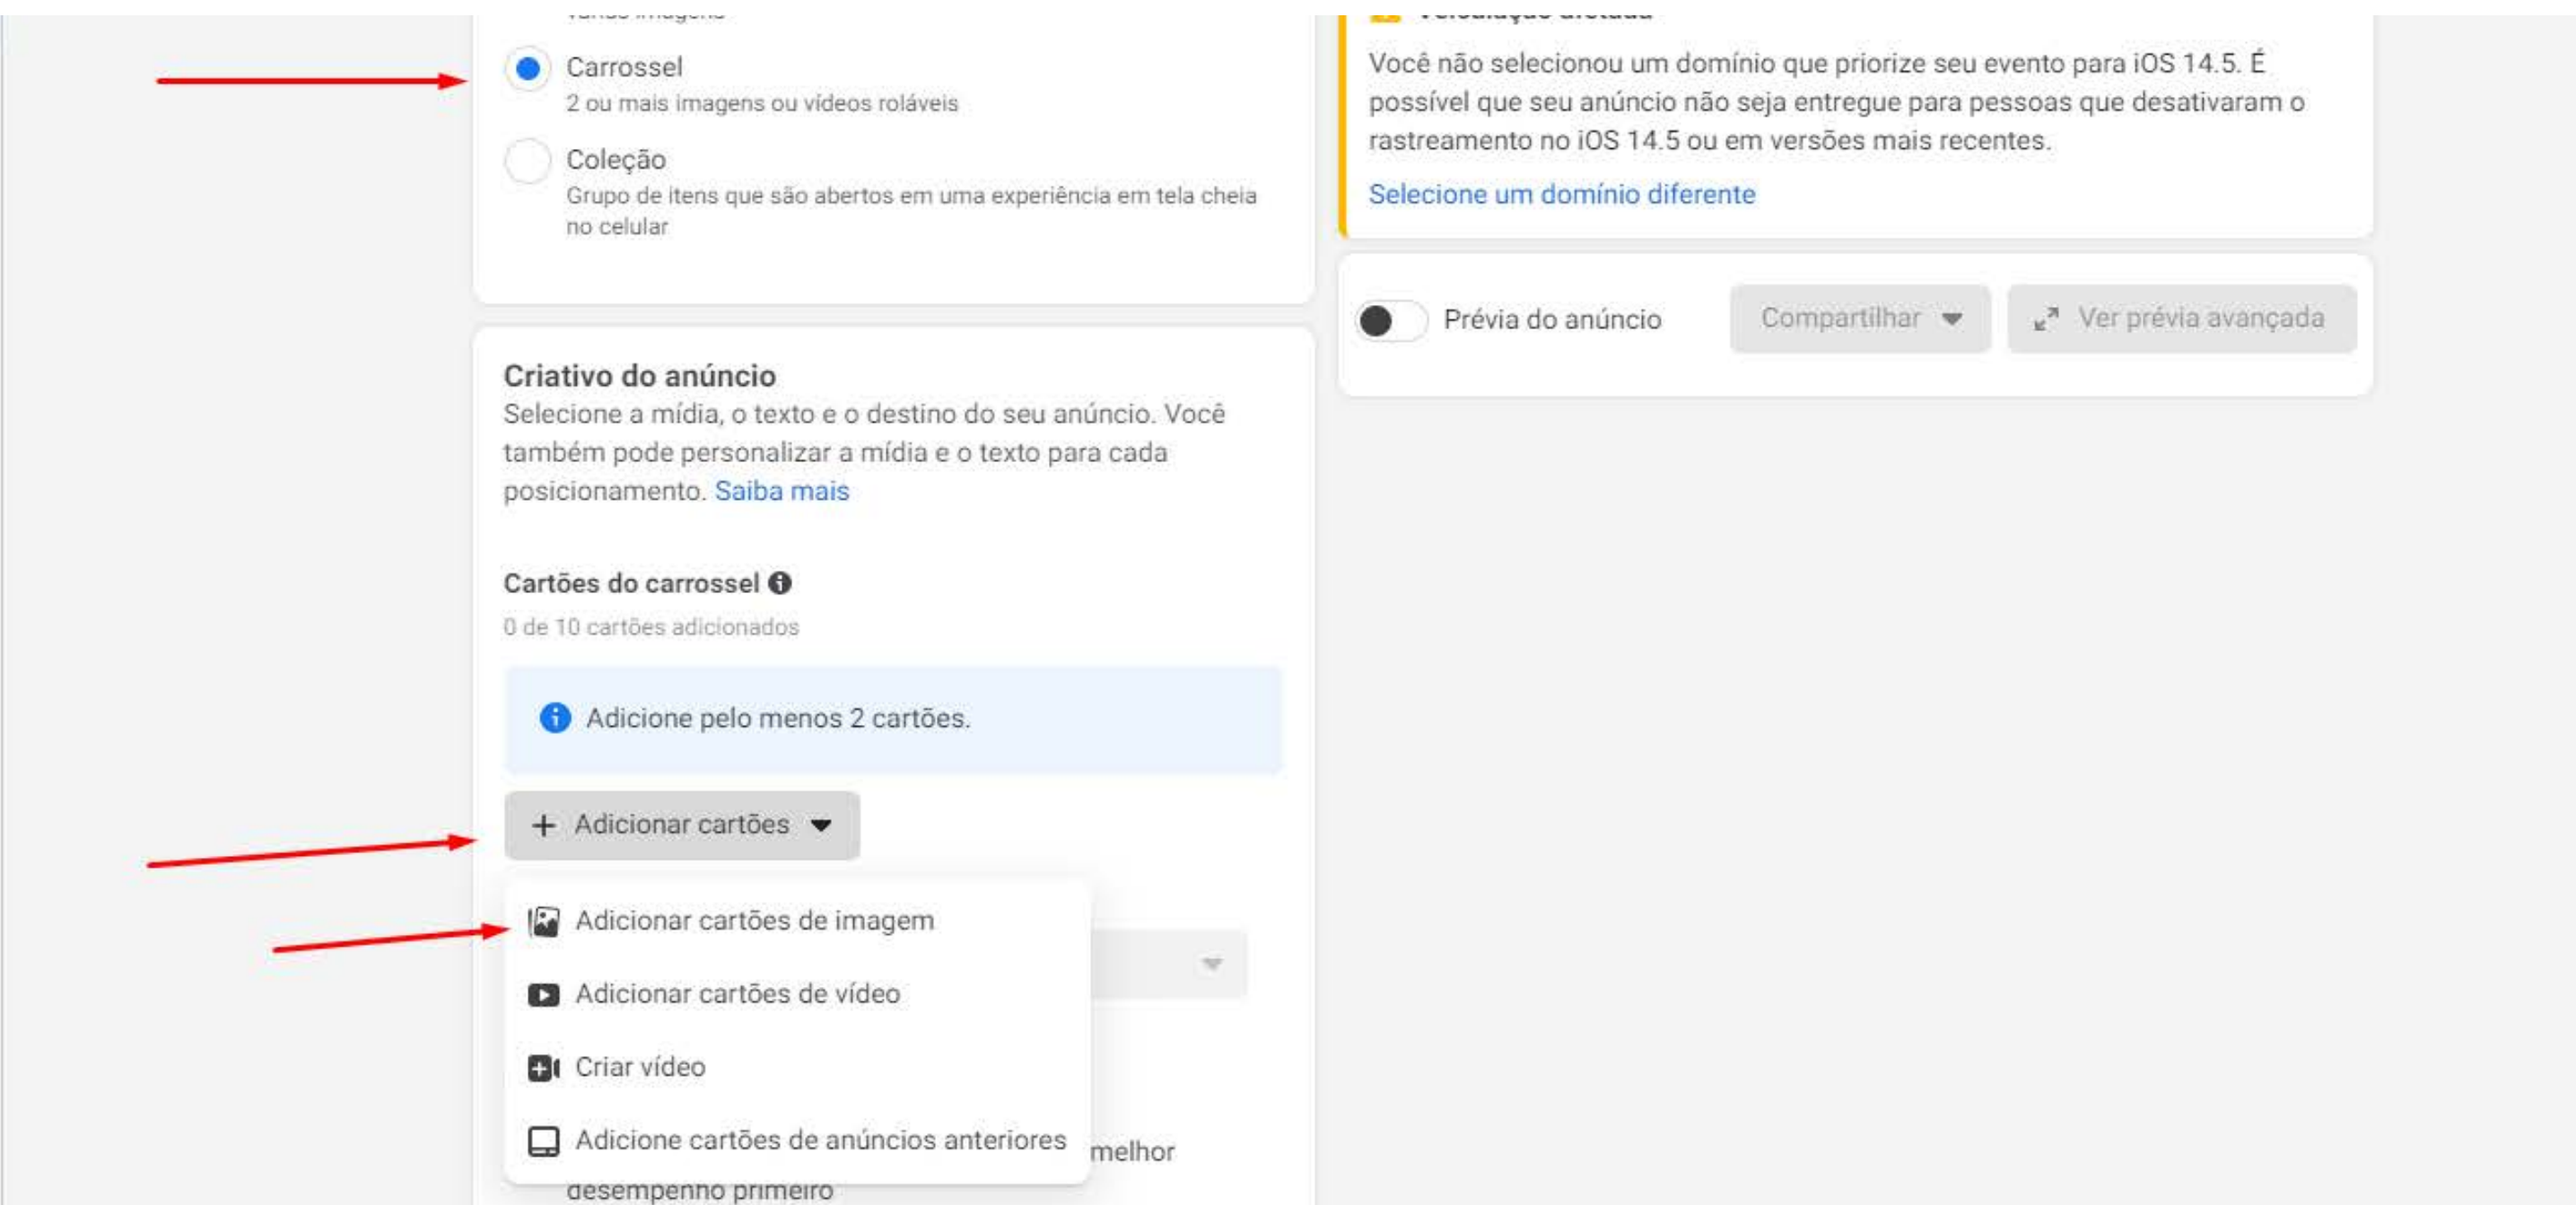 Carrossel
2 ou mais imagens ou vídeos roláveis
Coleção
Grupo de itens que são abertos em uma experiência em tela cheia
no celular
Criativo do anúncio
Selecione a mídia, o texto e o destino do seu anúncio. Você
também pode personalizar a mídia e o texto para cada
posicionamento. Saiba mais
Cartões do carrossel
0 de 10 cartões adicionados
Adicione pelo menos 2 cartões.
+ Adicionar cartões
Adicionar cartões de imagem
Adicionar cartões de vídeo
Criar vídeo
Adicione cartões de anúncios anteriores
melhor
desempenho primeiro
Você não selecionou um domínio que priorize seu evento para iOS 14.5. É
possível que seu anúncio não seja entregue para pessoas que desativaram o
rastreamento no iOS 14.5 ou em versões mais recentes.
Selecione um domínio diferente
Prévia do anúncio
Compartilhar
Ver prévia avançada